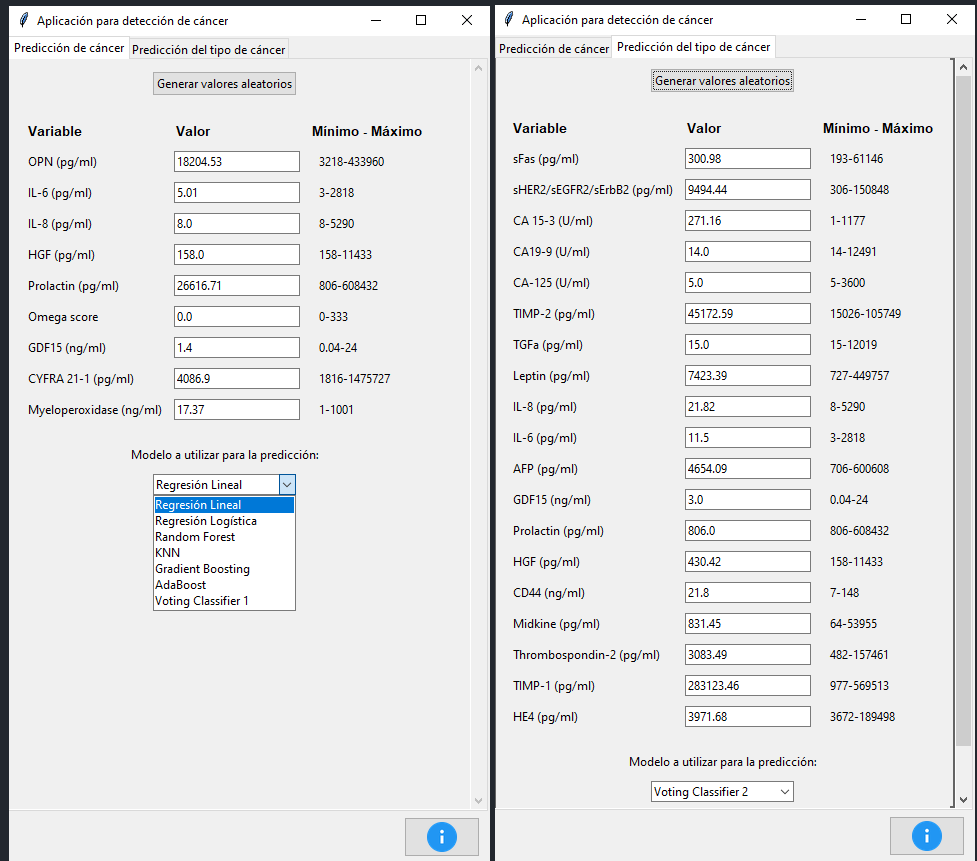 Aplicación para detección de cáncer
Predicción de cáncer Predicción del tipo de cáncer
Generar valores aleatorios
Variable Valor Mínimo - Máximo
OPN (pg/ml) 18204.53 3218-433960
IL-6 (pg/ml) 5.01 3-2818
IL-8 (pg/ml) 8.0 8-5290
HGF (pg/ml) 158.0 158-11433
Prolactin (pg/ml) 26616.71 806-608432
Omega score 0.0 0-333
GDF15 (ng/ml) 1.4 0.04-24
CYFRA 21-1 (pg/ml) 4086.9 1816-1475727
Myeloperoxidase (ng/ml) 17.37 1-1001
Modelo a utilizar para la predicción:
Regresión Lineal
Regresión Lineal
Regresión Logística
Random Forest
KNN
Gradient Boosting
AdaBoost
Voting Classifier 1
i
Aplicación para detección de cáncer
Predicción de cáncer Predicción del tipo de cáncer
Generar valores aleatorios
Variable Valor Mínimo - Máximo
sFas (pg/ml) 300.98 193-61146
sHER2/sEGFR2/sErbB2 (pg/ml) 9494.44 306-150848
CA 15-3 (U/ml) 271.16 1-1177
CA19-9 (U/ml) 14.0 14-12491
CA-125 (U/ml) 5.0 5-3600
TIMP-2 (pg/ml) 45172.59 15026-105749
TGFa (pg/ml) 15.0 15-12019
Leptin (pg/ml) 7423.39 727-449757
IL-8 (pg/ml) 21.82 8-5290
IL-6 (pg/ml) 11.5 3-2818
AFP (pg/ml) 4654.09 706-600608
GDF15 (ng/ml) 3.0 0.04-24
Prolactin (pg/ml) 806.0 806-608432
HGF (pg/ml) 430.42 158-11433
CD44 (ng/ml) 21.8 7-148
Midkine (pg/ml) 831.45 64-53955
Thrombospondin-2 (pg/ml) 3083.49 482-157461
TIMP-1 (pg/ml) 283123.46 977-569513
HE4 (pg/ml) 3971.68 3672-189498
Modelo a utilizar para la predicción:
Voting Classifier 2
i